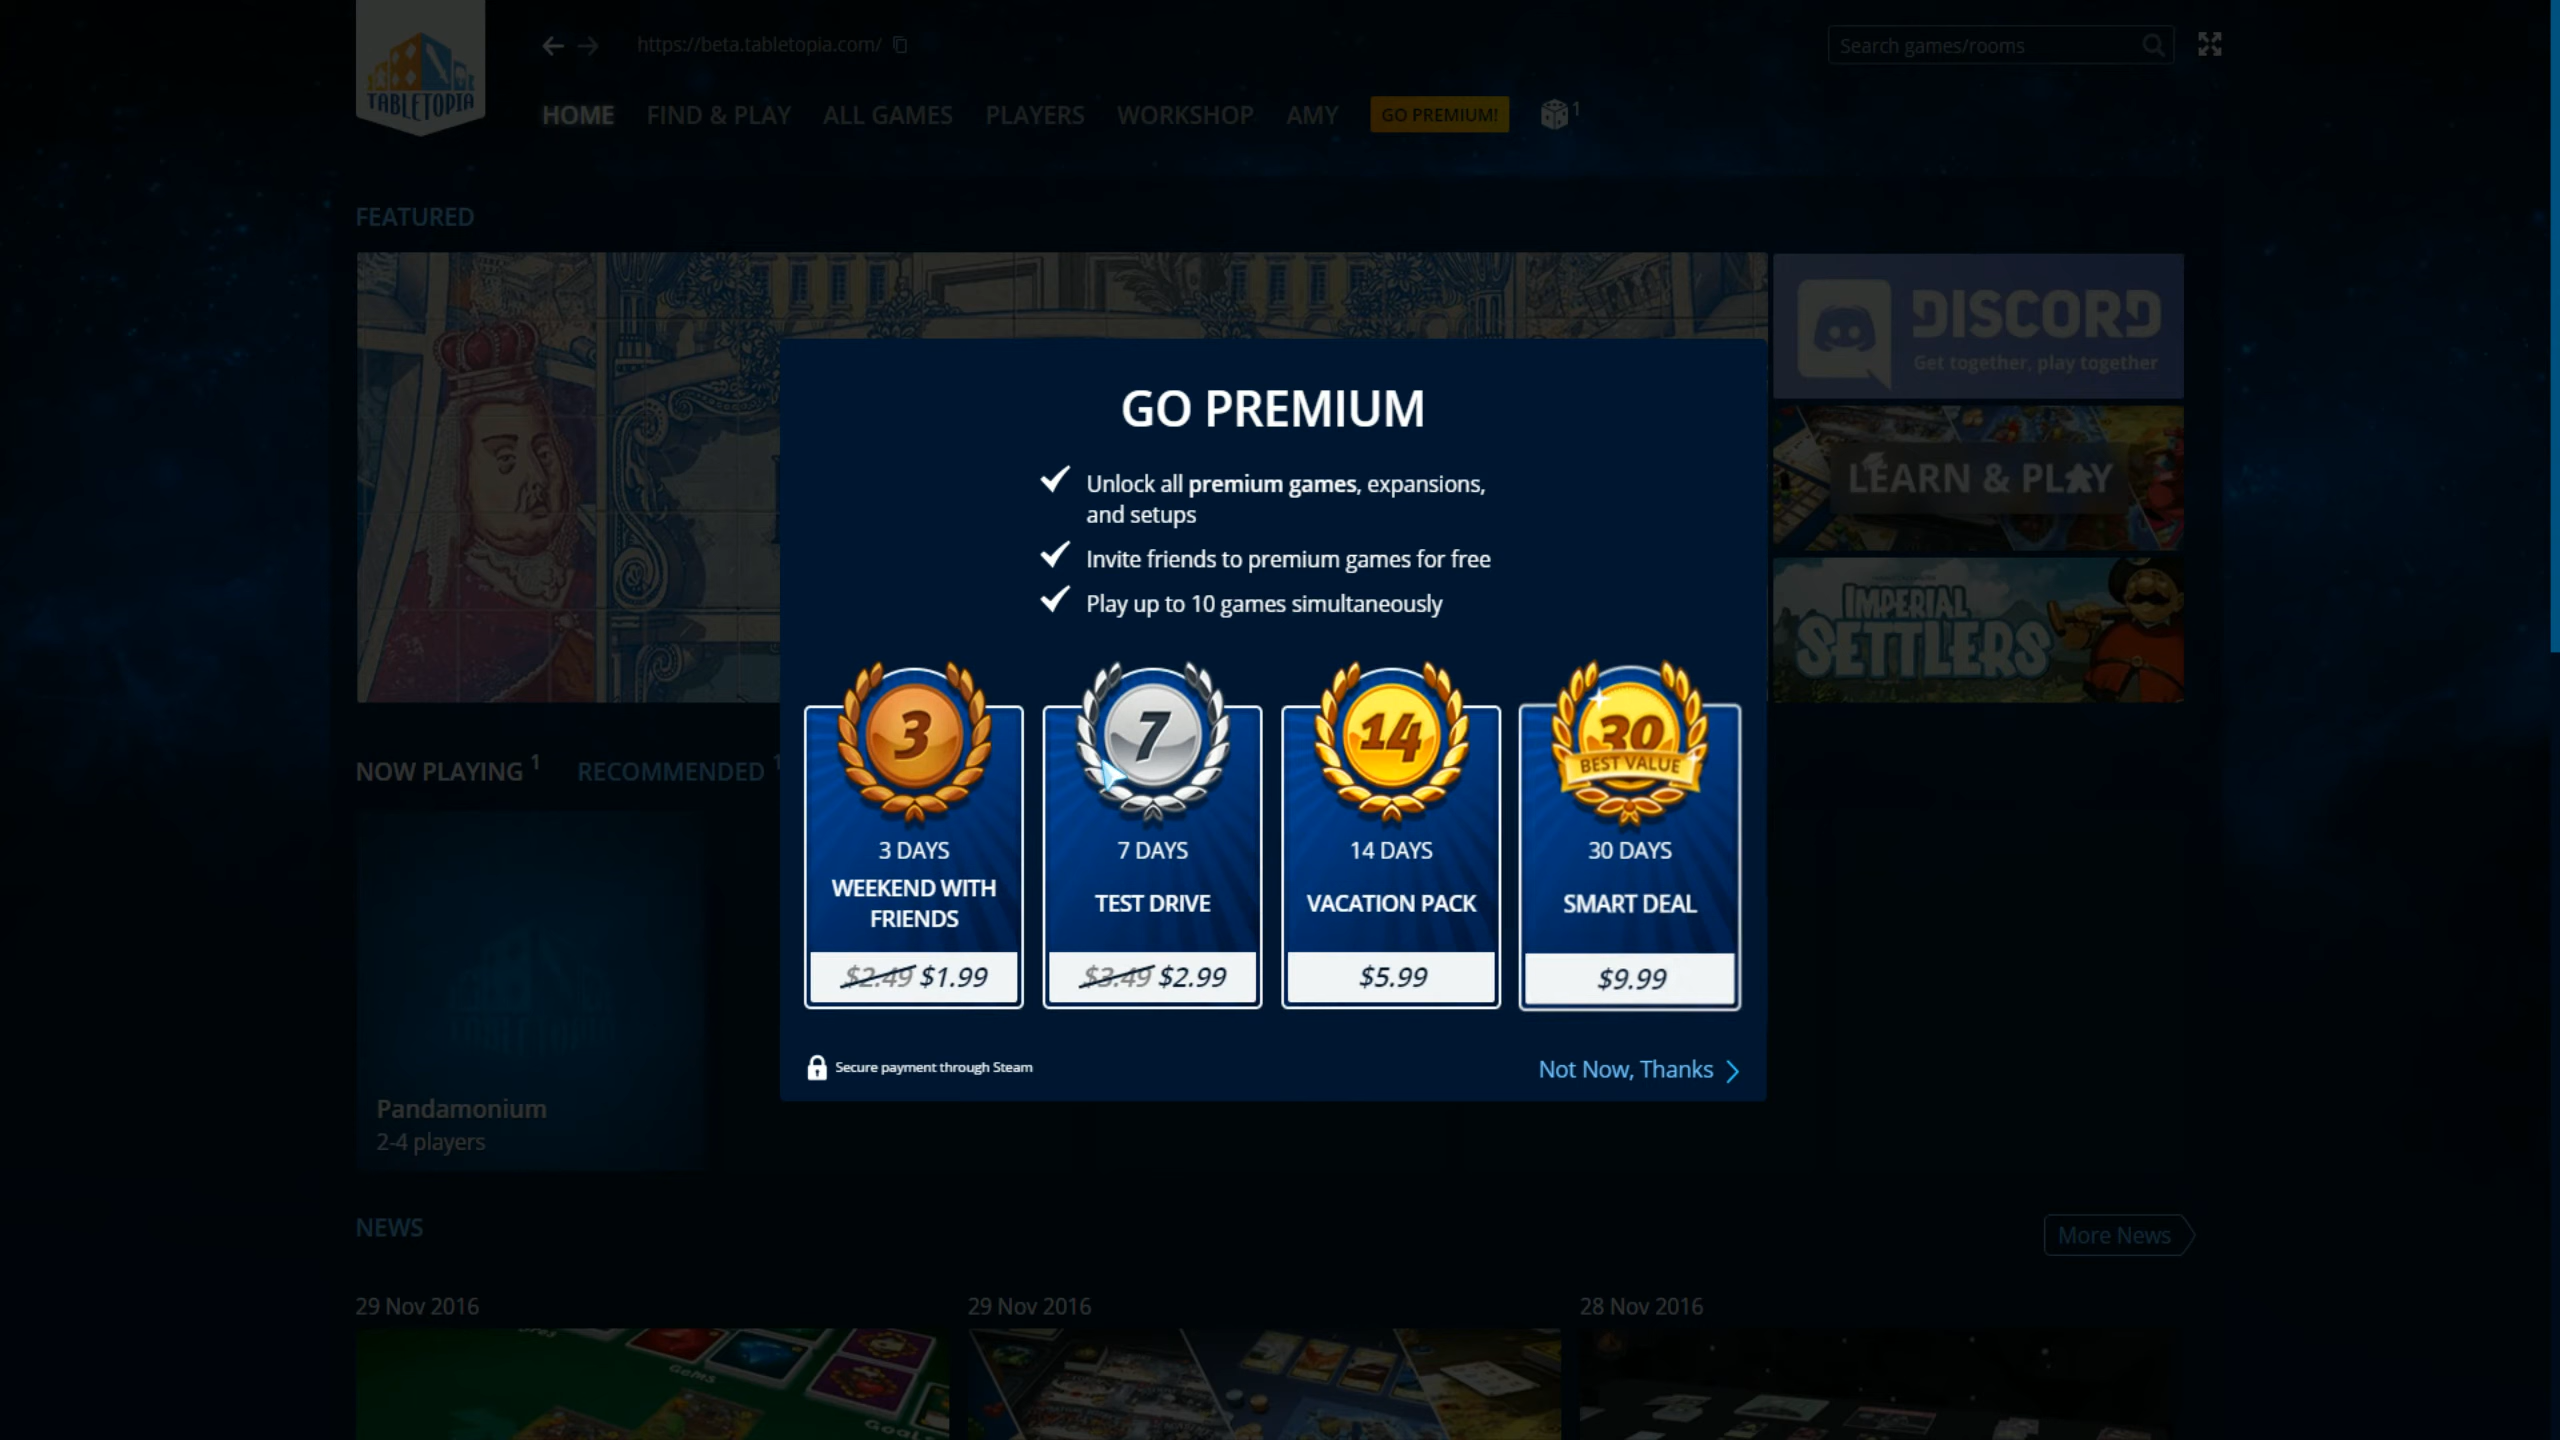 TABLETOPIA
https://beta.tabletopia.com/
Search games/rooms
HOME
FIND & PLAY
ALL GAMES
PLAYERS
WORKSHOP
AMY
GO PREMIUM!
1
FEATURED
DISCORD
Get together, play together
LEARN & PLAY
IMPERIAL
SETTLERS
GO PREMIUM
Unlock all premium games, expansions,
and setups
Invite friends to premium games for free
Play up to 10 games simultaneously
3
3 DAYS
WEEKEND WITH
FRIENDS
$2.49 $1.99
7
7 DAYS
TEST DRIVE
$3.49 $2.99
14
14 DAYS
VACATION PACK
$5.99
30
BEST VALUE
30 DAYS
SMART DEAL
$9.99
Secure payment through Steam
Not Now, Thanks
NOW PLAYING 1
RECOMMENDED
TABLETOPIA
Pandamonium
2-4 players
NEWS
More News
29 Nov 2016
29 Nov 2016
28 Nov 2016
Gems
Goal